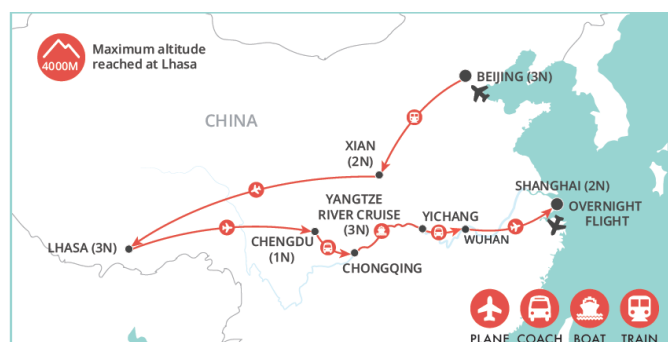 Maximum altitude
reached at Lhasa
4000M
BEIJING (3N)
CHINA
XIAN
(2N)
SHANGHAI (2N)
OVERNIGHT
FLIGHT
YANGTZE
RIVER CRUISE
(3N)
YICHANG
WUHAN
LHASA (3N)
CHENGDU
(1N)
CHONGQING
PLANE COACH BOAT TRAIN